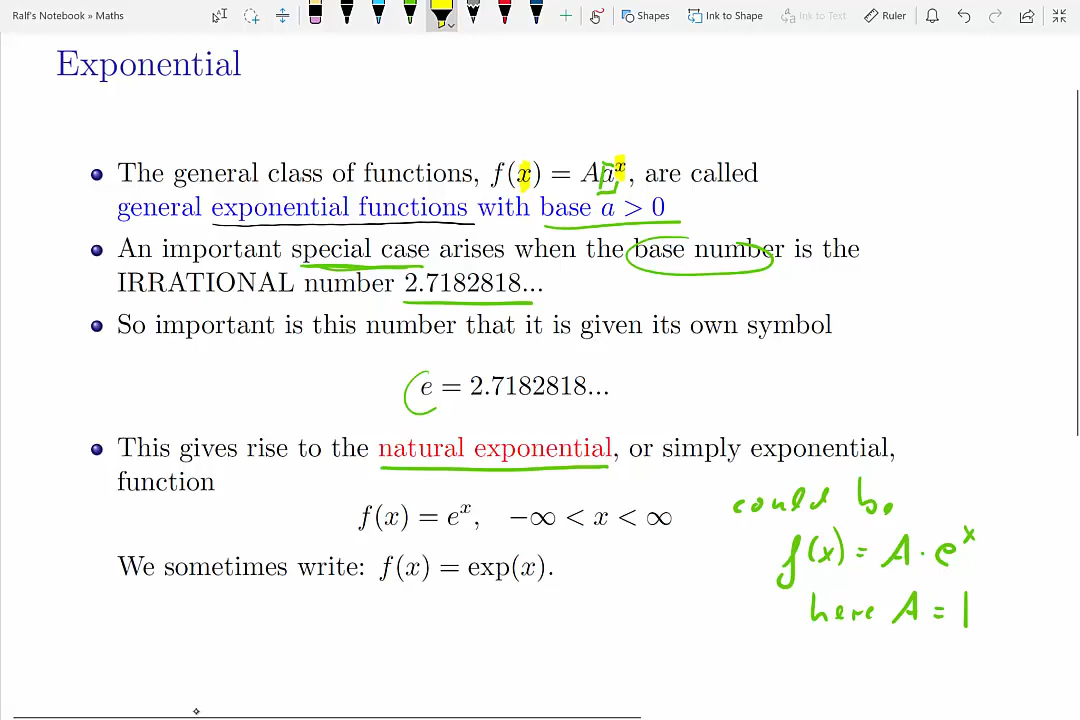 Ralf's Notebook » Maths
Shapes
Ink to Shape
Ink to Text
Ruler
Exponential
The general class of functions, f(x) = Aa^x, are called
general exponential functions with base a > 0
An important special case arises when the base number is the
IRRATIONAL number 2.7182818...
So important is this number that it is given its own symbol
e = 2.7182818...
This gives rise to the natural exponential, or simply exponential,
function
f(x) = e^x, −∞ < x < ∞
We sometimes write: f(x) = exp(x).
could be
f(x) = A · e^x
here A = 1